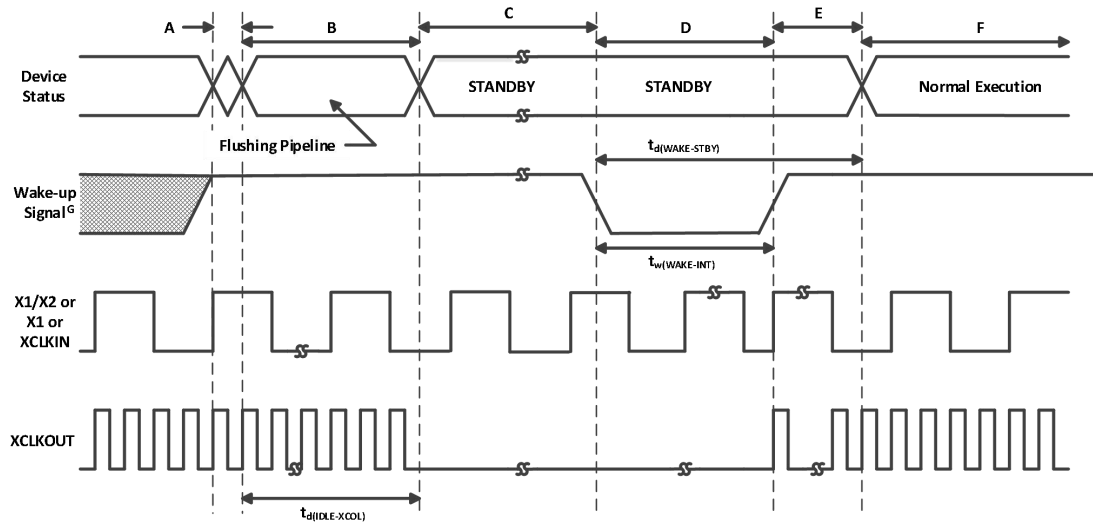 A
B
C
D
E
F
Device
Status
STANDBY
STANDBY
Normal Execution
Flushing Pipeline
td(WAKE-STBY)
Wake-up
SignalG
tw(WAKE-INT)
X1/X2 or
X1 or
XCLKIN
XCLKOUT
td(IDLE-XCOL)